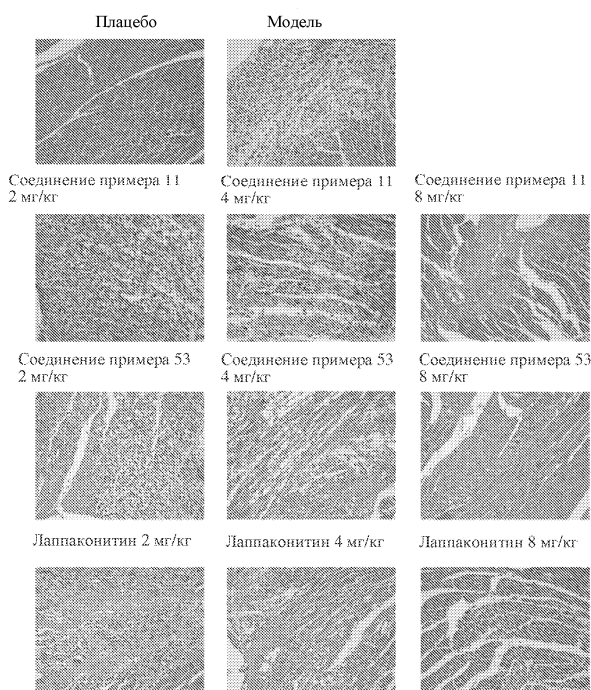 Плацебо Модель
Соединение примера 11 Соединение примера 11 Соединение примера 11
2 мг/кг 4 мг/кг 8 мг/кг
Соединение примера 53 Соединение примера 53 Соединение примера 53
2 мг/кг 4 мг/кг 8 мг/кг
Лаппаконитин 2 мг/кг Лаппаконитин 4 мг/кг Лаппаконитин 8 мг/кг